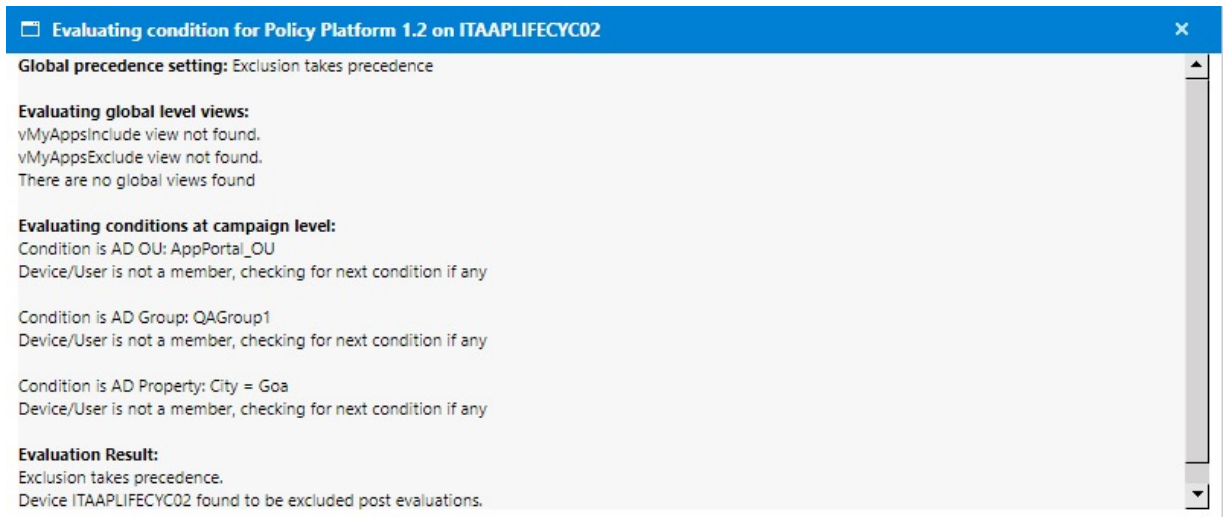 Evaluating condition for Policy Platform 1.2 on ITAAPLIFECYC02
Global precedence setting: Exclusion takes precedence
Evaluating global level views:
vMyAppsInclude view not found.
vMyAppsExclude view not found.
There are no global views found
Evaluating conditions at campaign level:
Condition is AD OU: AppPortal_OU
Device/User is not a member, checking for next condition if any
Condition is AD Group: QAGroup1
Device/User is not a member, checking for next condition if any
Condition is AD Property: City = Goa
Device/User is not a member, checking for next condition if any
Evaluation Result:
Exclusion takes precedence.
Device ITAAPLIFECYC02 found to be excluded post evaluations.